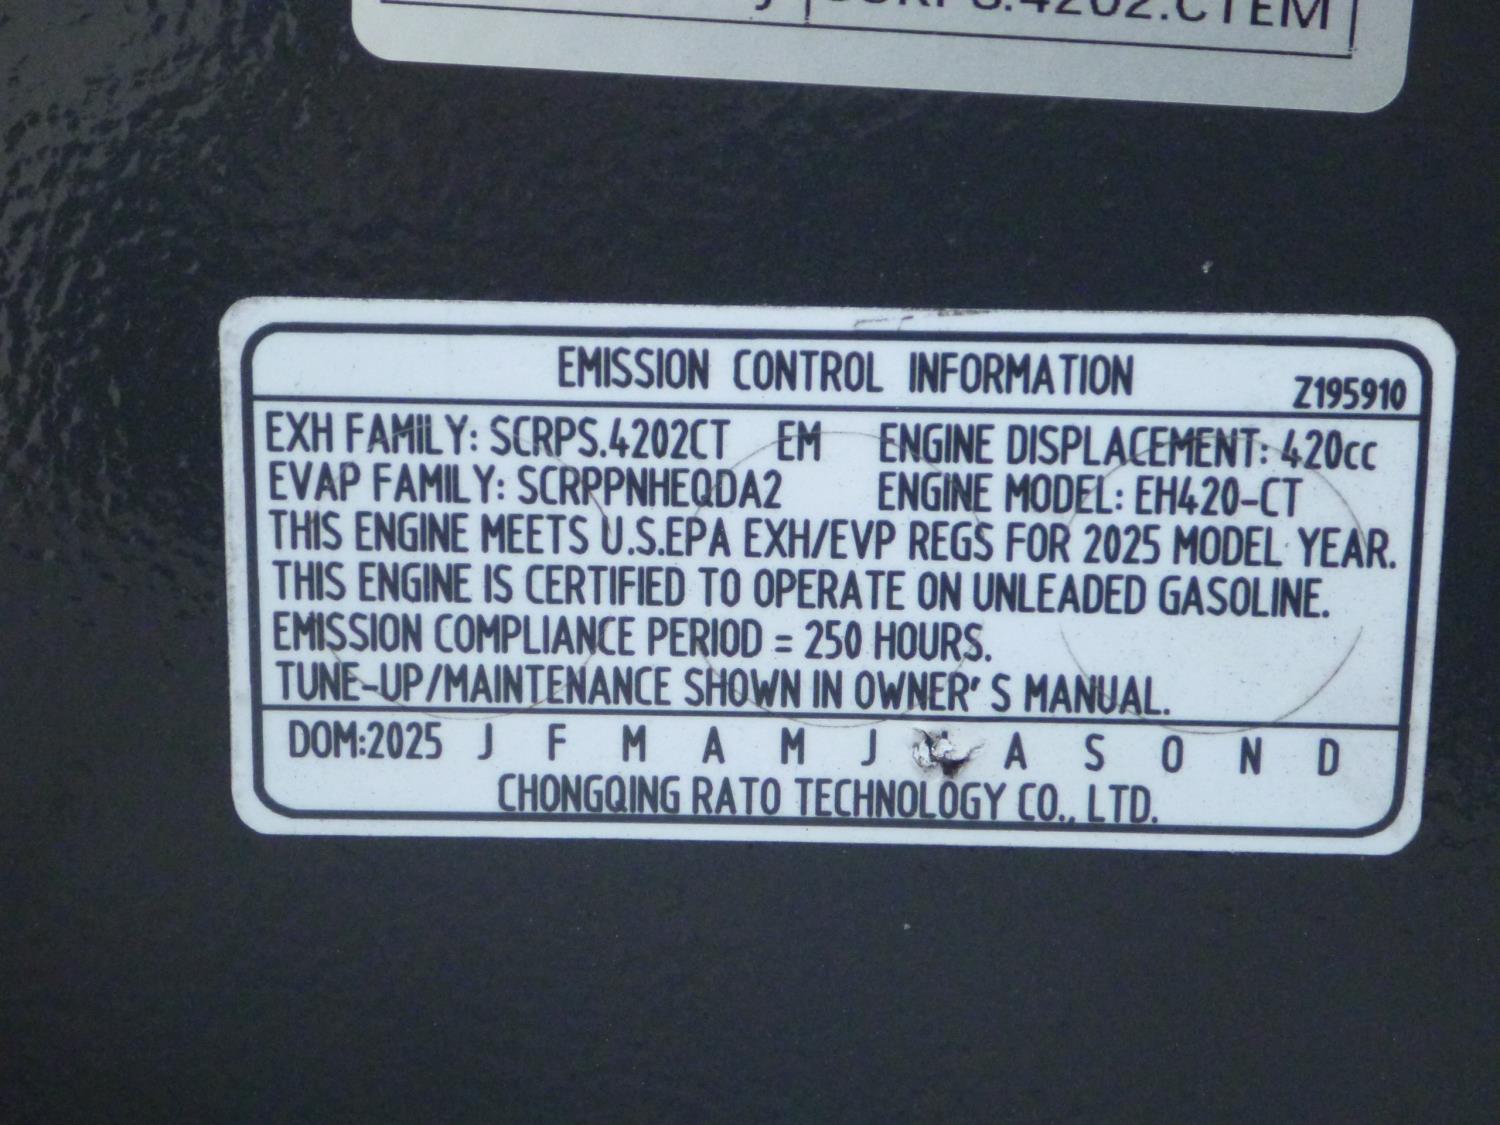 4202.CTEM
EMISSION CONTROL INFORMATION
Z195910
EXH FAMILY: SCRPS.4202CT EM ENGINE DISPLACEMENT: 420cc
EVAP FAMILY: SCRPPNHEQDA2 ENGINE MODEL: EH420-CT
THIS ENGINE MEETS U.S.EPA EXH/EVP REGS FOR 2025 MODEL YEAR.
THIS ENGINE IS CERTIFIED TO OPERATE ON UNLEADED GASOLINE.
EMISSION COMPLIANCE PERIOD = 250 HOURS.
TUNE-UP/MAINTENANCE SHOWN IN OWNER' S MANUAL.
DOM:2025 J F M A M J A S O N D
CHONGQING RATO TECHNOLOGY CO., LTD.